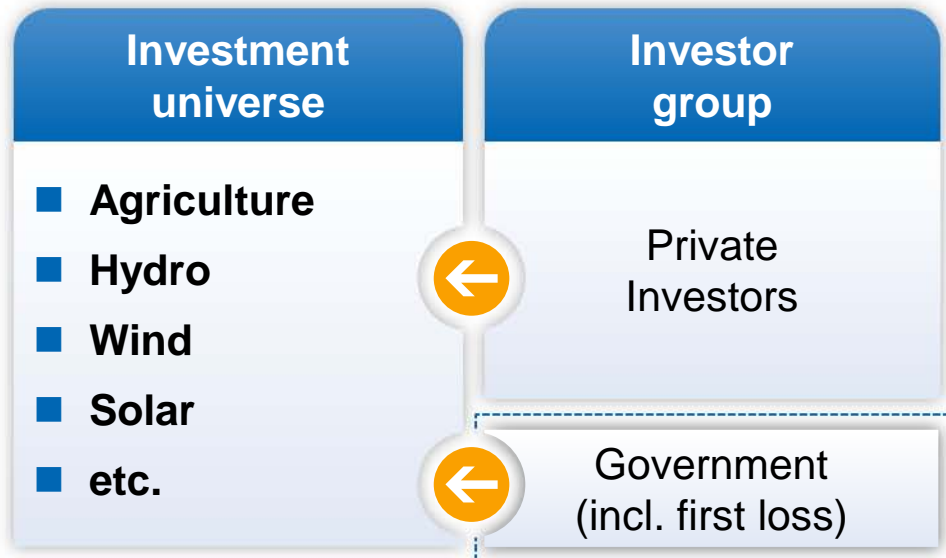 Investment
universe
Agriculture
Hydro
Wind
Solar
etc.
Investor
group
Private
Investors
Government
(incl. first loss)